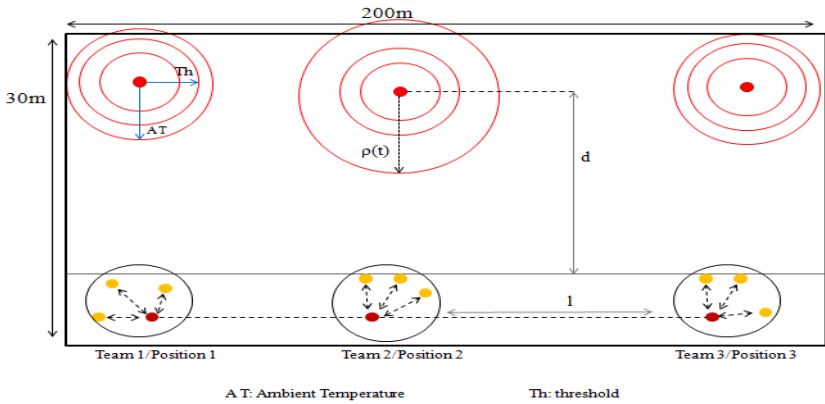 200m
30m
Th
AT
ρ(t)
d
l
Team 1/Position 1
Team 2/Position 2
Team 3/Position 3
A T: Ambient Temperature
Th: threshold